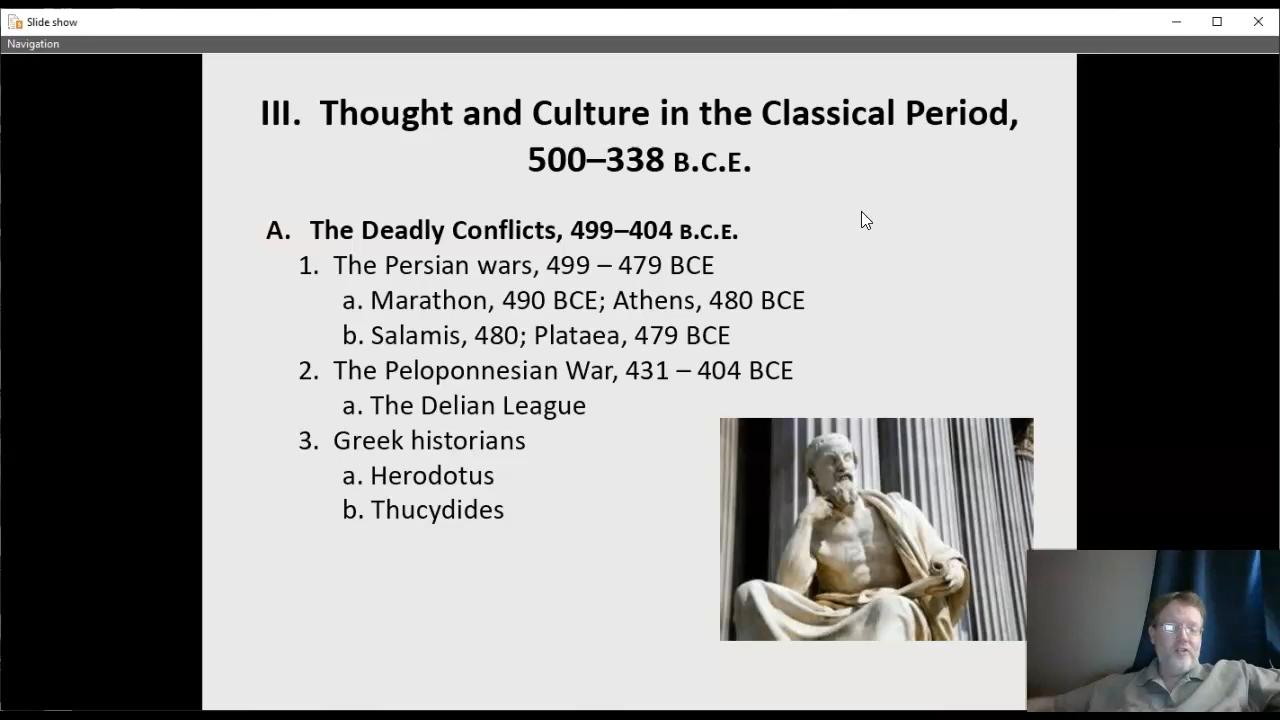 Slide show
Navigation
III. Thought and Culture in the Classical Period,
500–338 B.C.E.
A. The Deadly Conflicts, 499–404 B.C.E.
1. The Persian wars, 499 – 479 BCE
a. Marathon, 490 BCE; Athens, 480 BCE
b. Salamis, 480; Plataea, 479 BCE
2. The Peloponnesian War, 431 – 404 BCE
a. The Delian League
3. Greek historians
a. Herodotus
b. Thucydides